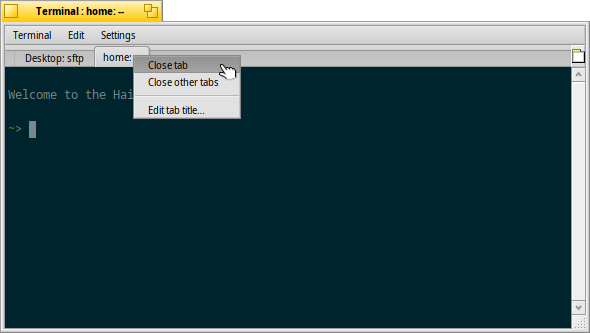 Terminal : home: --
Terminal Edit Settings
Desktop: sftp home:
Close tab
Close other tabs
Edit tab title...
Welcome to the Hai
~>